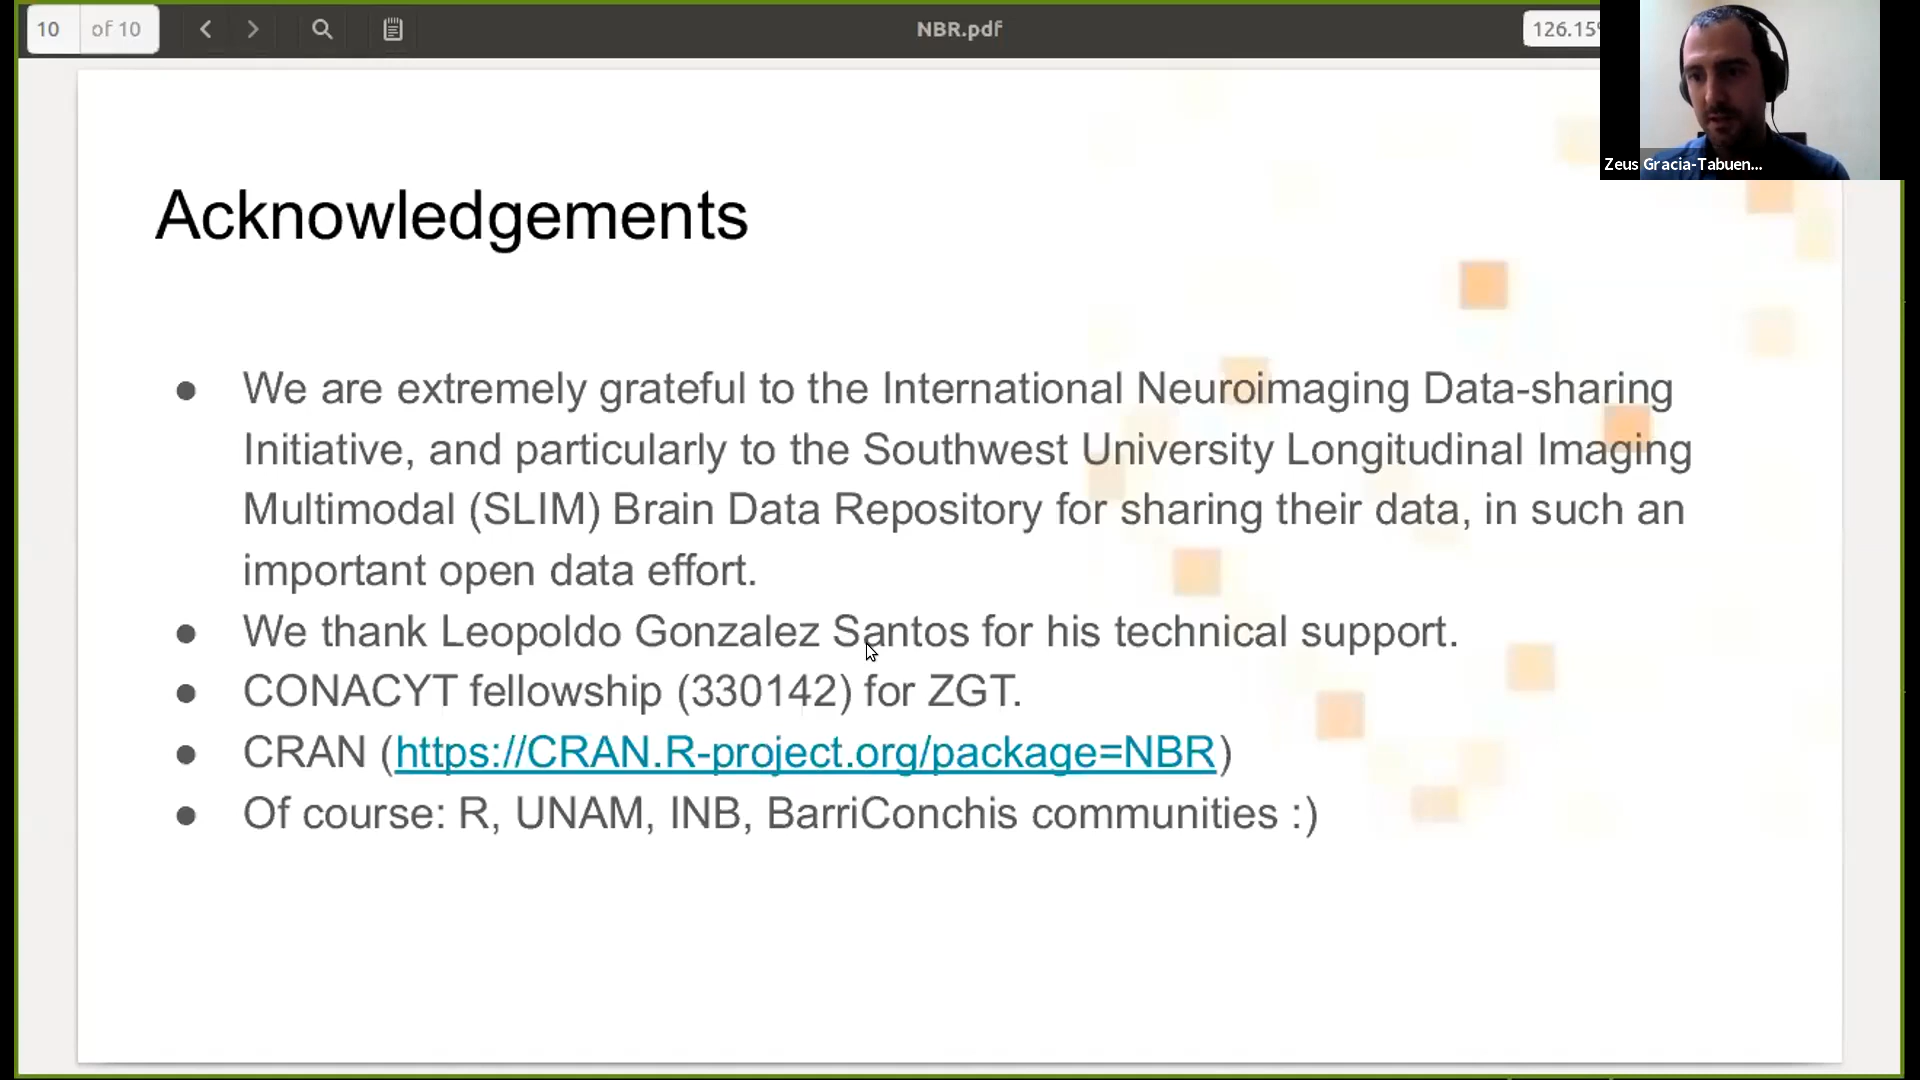 10 of 10
NBR.pdf
126.15%
Zeus Gracia-Tabuen...
Acknowledgements
● We are extremely grateful to the International Neuroimaging Data-sharing
Initiative, and particularly to the Southwest University Longitudinal Imaging
Multimodal (SLIM) Brain Data Repository for sharing their data, in such an
important open data effort.
● We thank Leopoldo Gonzalez Santos for his technical support.
● CONACYT fellowship (330142) for ZGT.
● CRAN (https://CRAN.R-project.org/package=NBR)
● Of course: R, UNAM, INB, BarriConchis communities :)